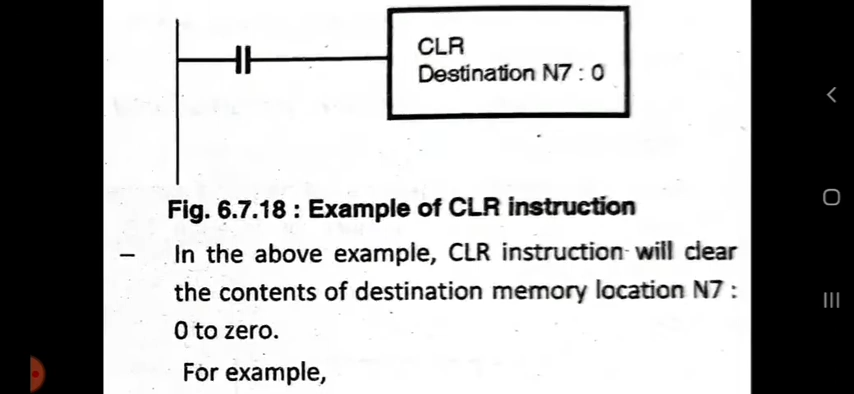 CLR
Destination N7 : 0
Fig. 6.7.18 : Example of CLR instruction
– In the above example, CLR instruction will clear
the contents of destination memory location N7 :
0 to zero.
For example,